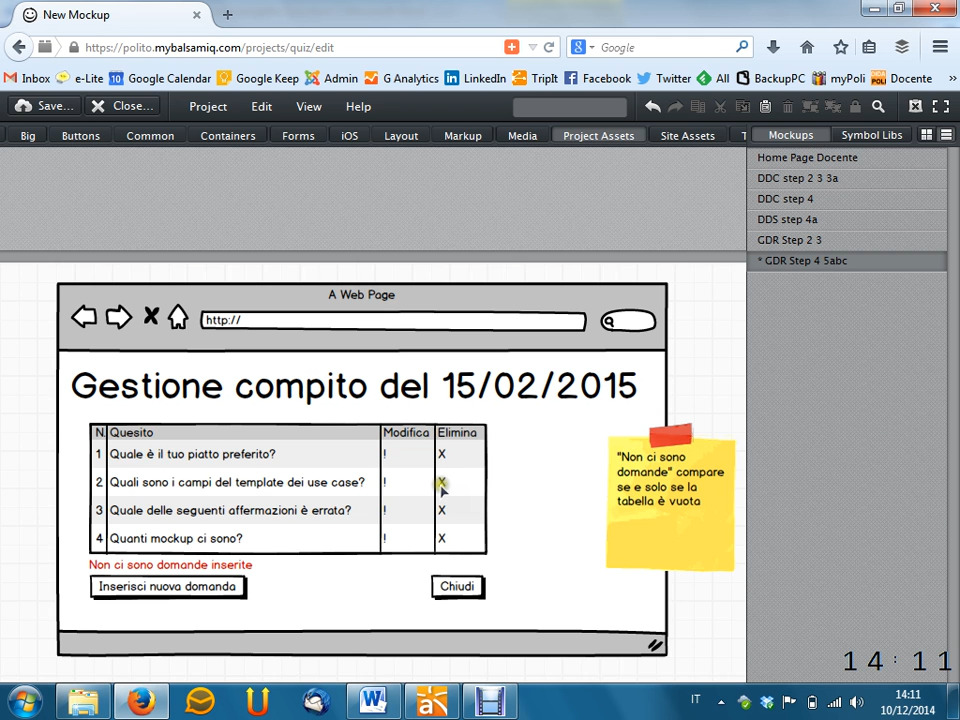 New Mockup
https://polito.mybalsamiq.com/projects/quiz/edit
Google
Inbox e-Lite Google Calendar Google Keep Admin G Analytics LinkedIn TripIt Facebook Twitter All BackupPC myPoli Docente »
Save... Close... Project Edit View Help
Big Buttons Common Containers Forms iOS Layout Markup Media Project Assets Site Assets T Mockups Symbol Libs
Home Page Docente
DDC step 2 3 3a
DDC step 4
DDS step 4a
GDR Step 2 3
* GDR Step 4 5abc
A Web Page
http://
Gestione compito del 15/02/2015
N. Quesito Modifica Elimina
1 Quale è il tuo piatto preferito? ! X
2 Quali sono i campi del template dei use case? ! X
3 Quale delle seguenti affermazioni è errata? ! X
4 Quanti mockup ci sono? ! X
Non ci sono domande inserite
Inserisci nuova domanda Chiudi
"Non ci sono
domande" compare
se e solo se la
tabella è vuota
14:11
IT
14:11
10/12/2014